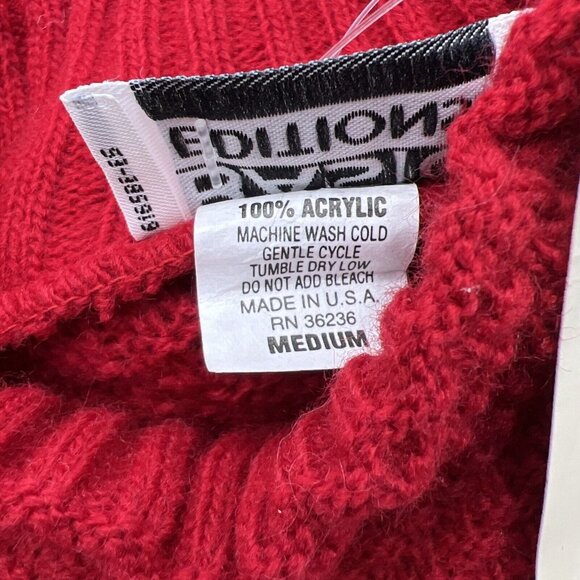 EDITIONS
100% ACRYLIC
MACHINE WASH COLD
GENTLE CYCLE
TUMBLE DRY LOW
DO NOT ADD BLEACH
MADE IN U.S.A.
RN 36236
MEDIUM